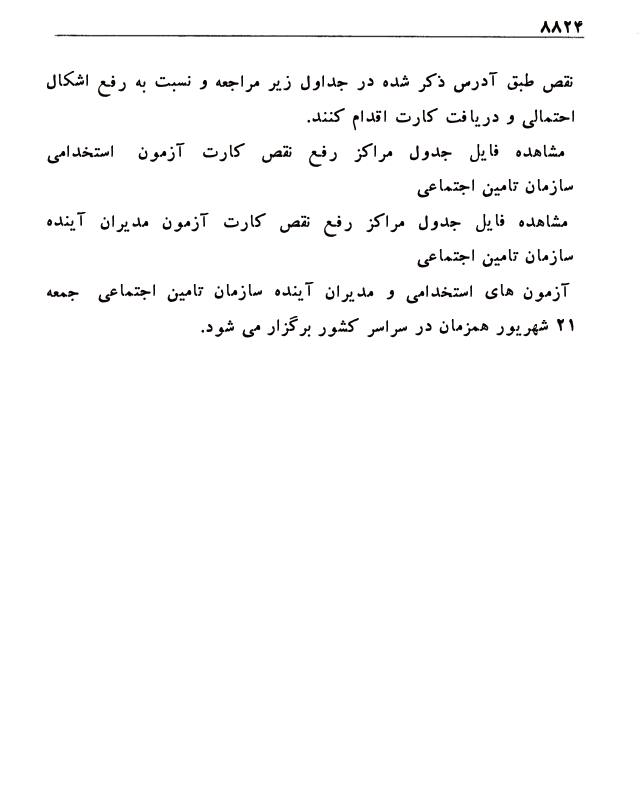 ۸۸۲۴
نقص طبق آدرس ذکر شده در جداول زیر مراجعه و نسبت به رفع اشکال
احتمالی و دریافت کارت اقدام کنند.
مشاهده فایل جدول مراکز رفع نقص کارت آزمون استخدامی
سازمان تامین اجتماعی
مشاهده فایل جدول مراکز رفع نقص کارت آزمون مدیران آینده
سازمان تامین اجتماعی
آزمون های استخدامی و مدیران آینده سازمان تامین اجتماعی جمعه
۲۱ شهریور همزمان در سراسر کشور برگزار می شود.